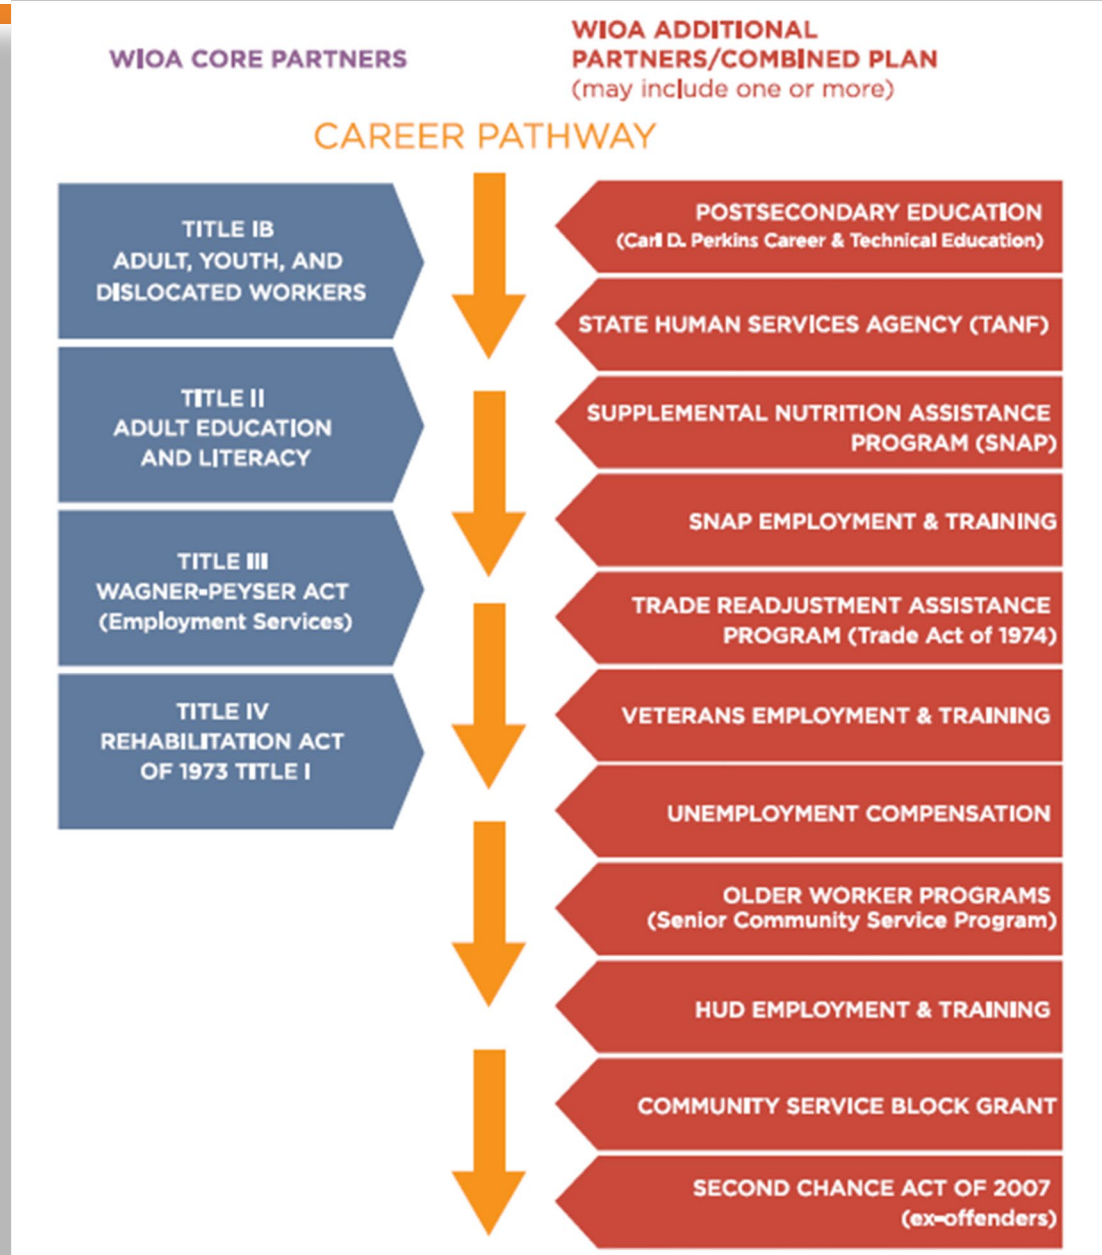 WIOA CORE PARTNERS
WIOA ADDITIONAL
PARTNERS/COMBINED PLAN
(may include one or more)
CAREER PATHWAY
TITLE IB
ADULT, YOUTH, AND
DISLOCATED WORKERS
TITLE II
ADULT EDUCATION
AND LITERACY
TITLE III
WAGNER-PEYSER ACT
(Employment Services)
TITLE IV
REHABILITATION ACT
OF 1973 TITLE I
POSTSECONDARY EDUCATION
(Carl D. Perkins Career & Technical Education)
STATE HUMAN SERVICES AGENCY (TANF)
SUPPLEMENTAL NUTRITION ASSISTANCE
PROGRAM (SNAP)
SNAP EMPLOYMENT & TRAINING
TRADE READJUSTMENT ASSISTANCE
PROGRAM (Trade Act of 1974)
VETERANS EMPLOYMENT & TRAINING
UNEMPLOYMENT COMPENSATION
OLDER WORKER PROGRAMS
(Senior Community Service Program)
HUD EMPLOYMENT & TRAINING
COMMUNITY SERVICE BLOCK GRANT
SECOND CHANCE ACT OF 2007
(ex-offenders)